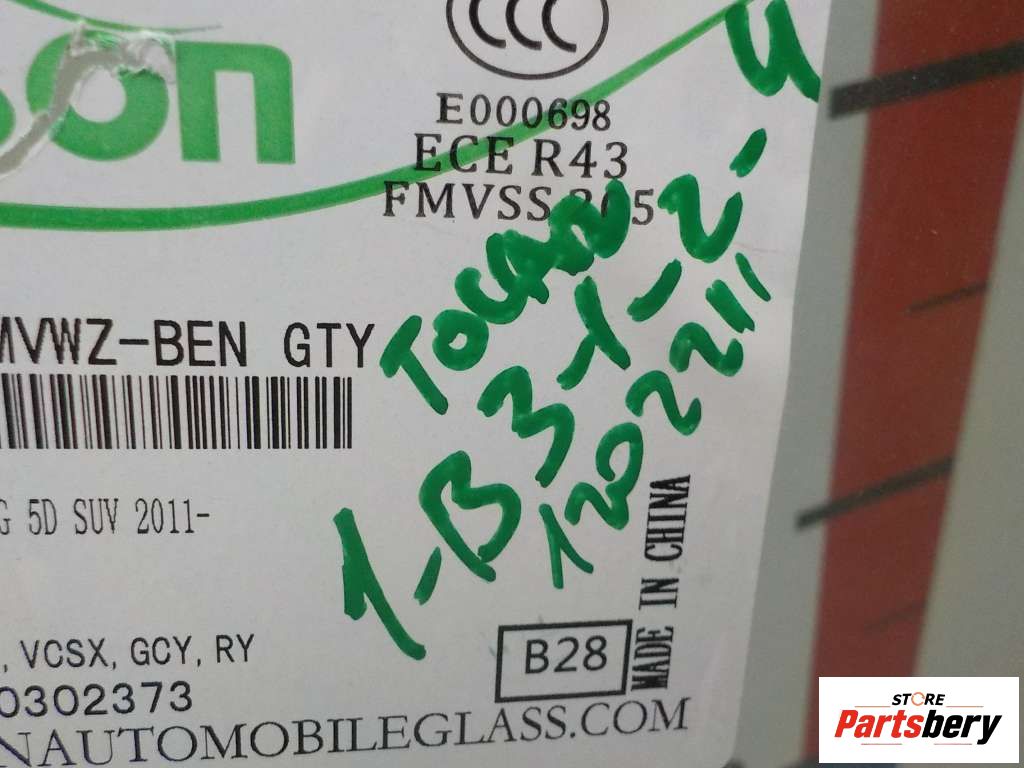 son
CCC
E000698
ECE R43
FMVSS 205
MVWZ-BEN GTY
G 5D SUV 2011-
1-B3-1-2-4
1202211
, VCSX, GCY, RY
0302373
B28
MADE IN CHINA
NAUTOMOBILEGLASS.COM
STORE
Partsbery